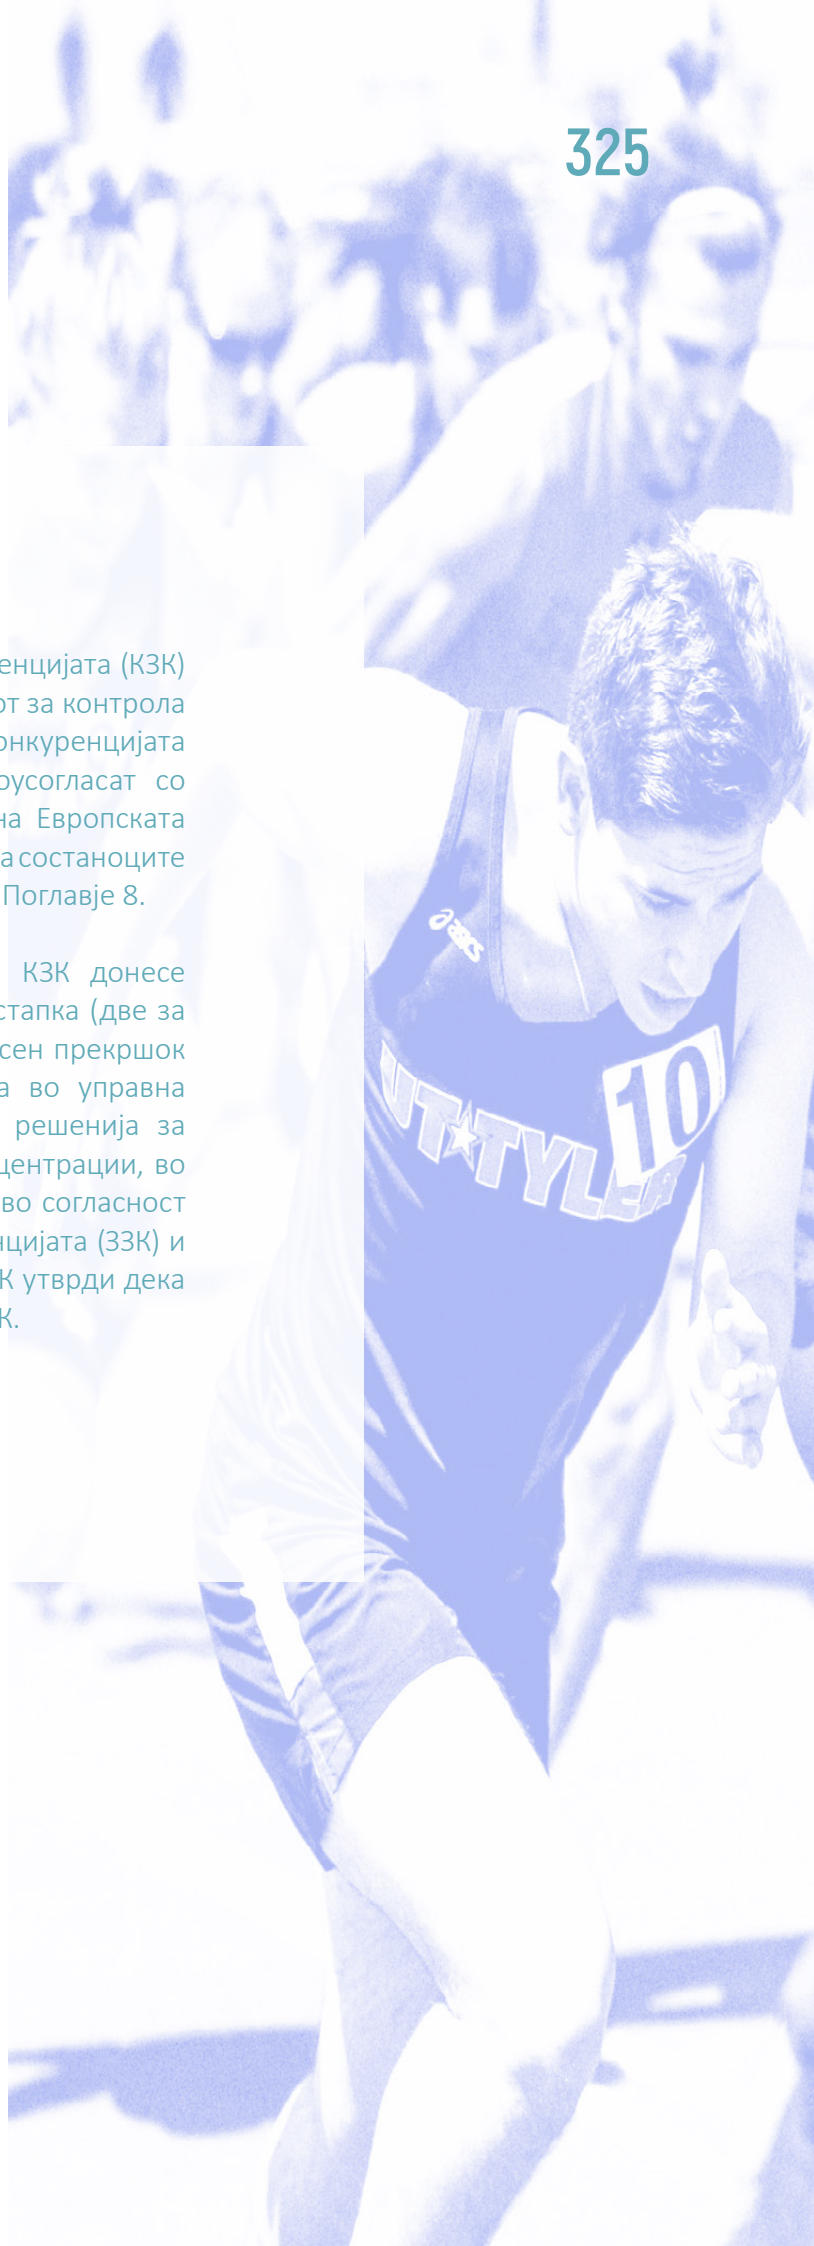 325
енцијата (КЗК)
от за контрола
онкуренцијата
оусогласат со
на Европската
а состаноците
Поглавје 8.
КЗК донесе
стапка (две за
сен прекршок
а во управна
решенија за
центрации, во
во согласност
нцијата (ЗЗК) и
К утврди дека
К.
asics
10
UT TYLER